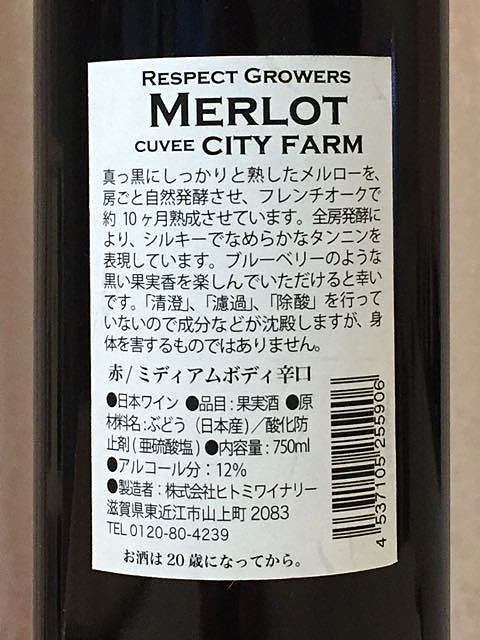 RESPECT GROWERS
MERLOT
CUVEE CITY FARM
真っ黒にしっかりと熟したメルローを、
房ごと自然発酵させ、フレンチオークで
約 10 ヶ月熟成させています。全房発酵に
より、シルキーでなめらかなタンニンを
表現しています。ブルーベリーのような
黒い果実香を楽しんでいただけると幸い
です。「清澄」、「濾過」、「除酸」を行って
いないので成分などが沈殿しますが、身
体を害するものではありません。
赤/ミディアムボディ辛口
●日本ワイン ●品目:果実酒 ●原
材料名:ぶどう（日本産）／酸化防
止剤(亜硫酸塩) ●内容量:750ml
●アルコール分：12%
●製造者：株式会社ヒトミワイナリー
滋賀県東近江市山上町 2083
TEL 0120-80-4239
お酒は 20 歳になってから。
4 537105 255906